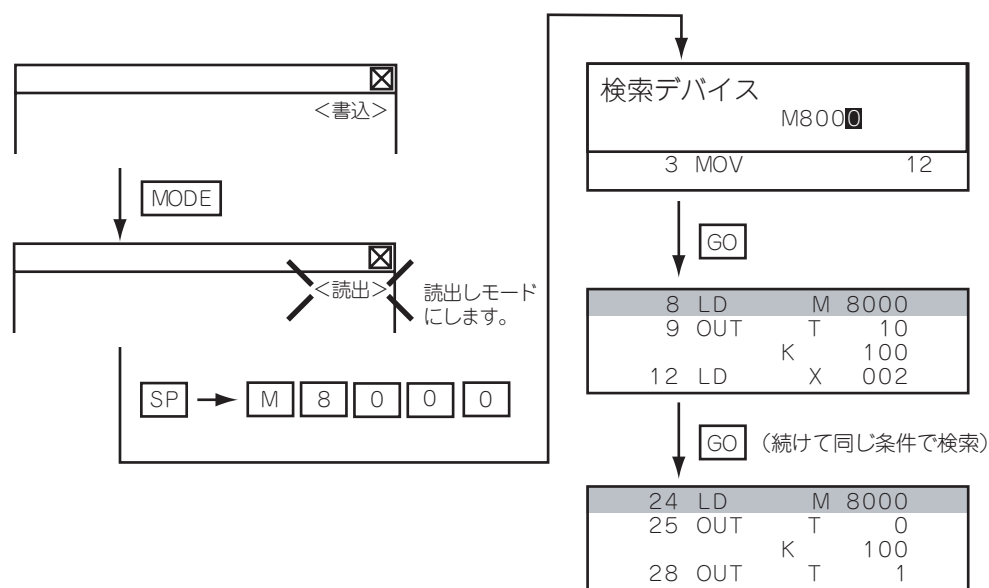 <書込>
MODE
<読出>
読出しモード
にします。
SP M 8 0 0 0
検索デバイス
M8000
3 MOV 12
GO
8 LD M 8000
9 OUT T 10
K 100
12 LD X 002
GO (続けて同じ条件で検索)
24 LD M 8000
25 OUT T 0
K 100
28 OUT T 1